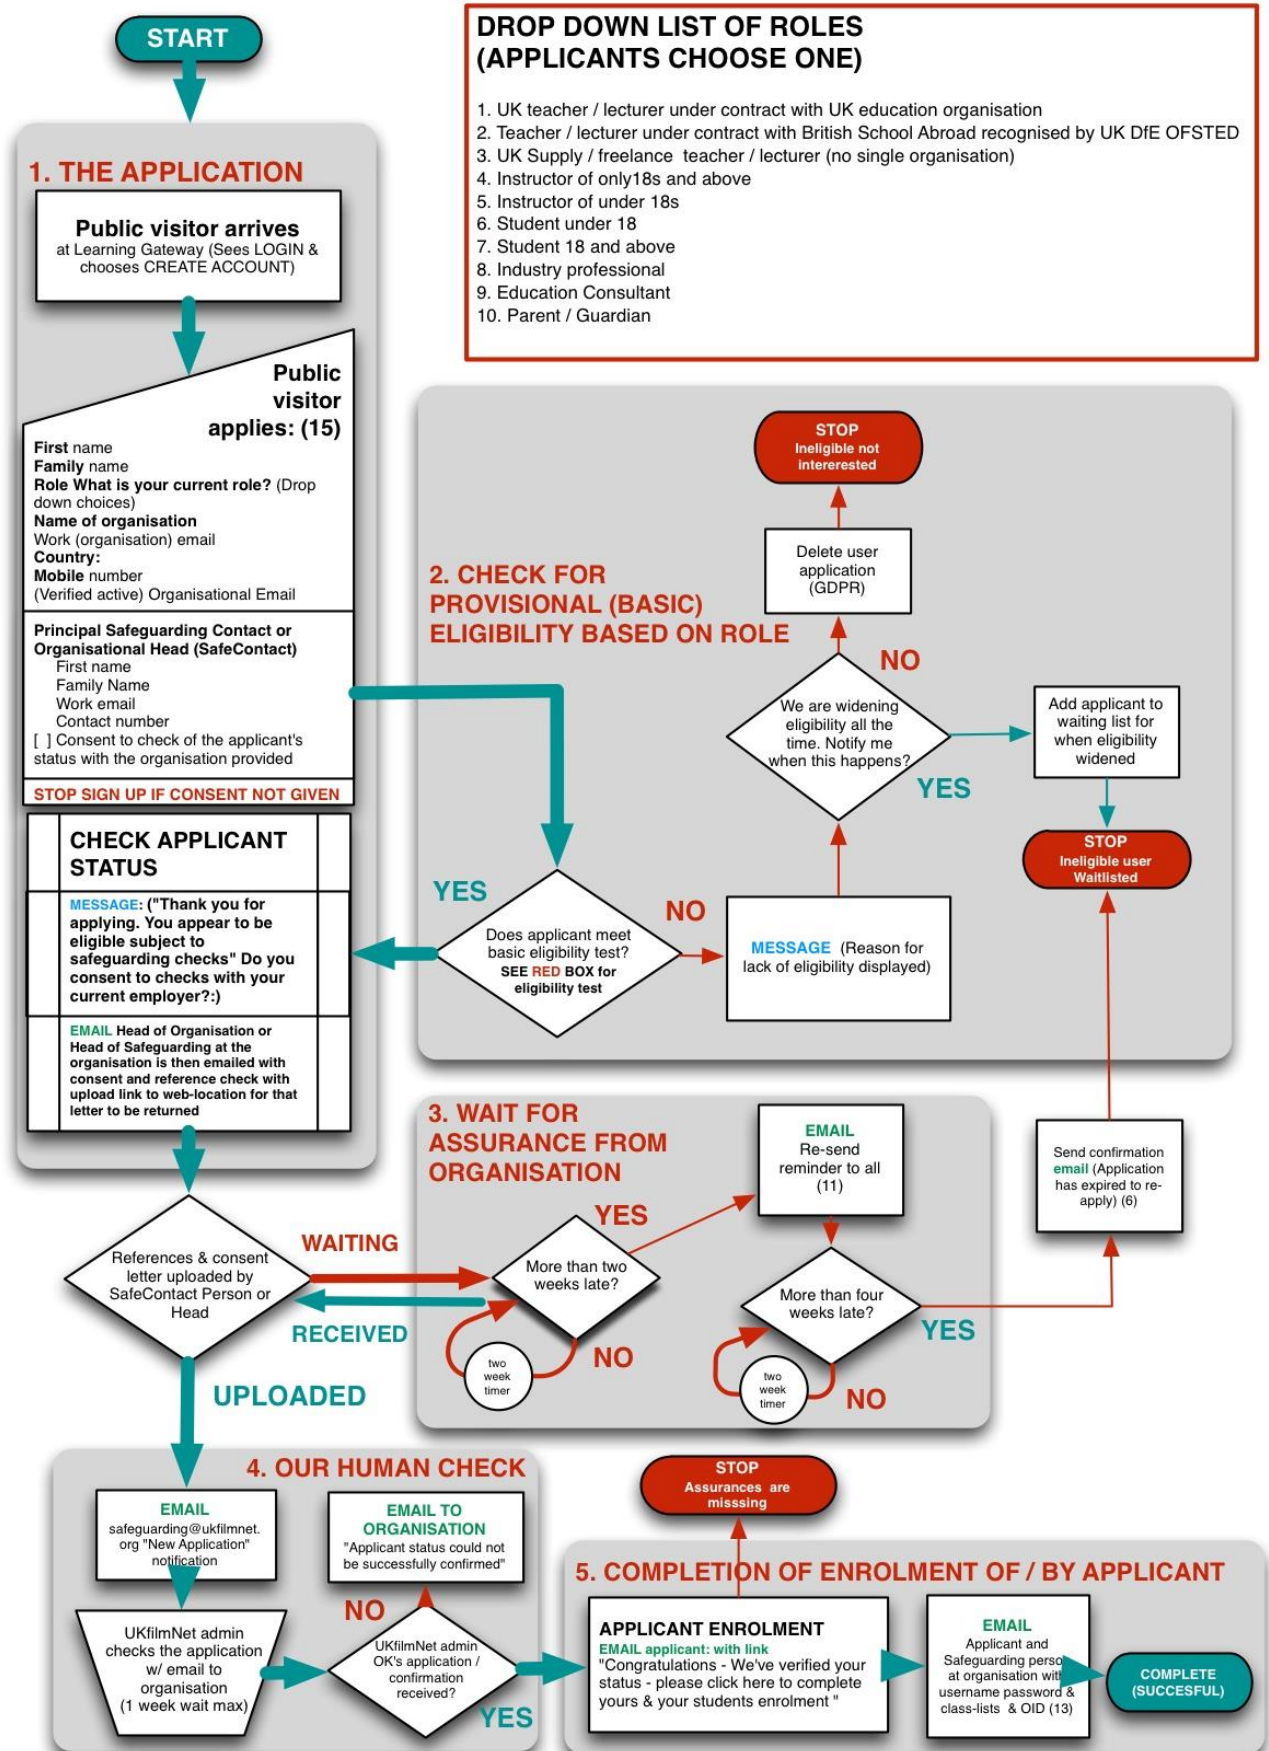 START
DROP DOWN LIST OF ROLES
(APPLICANTS CHOOSE ONE)
1. UK teacher / lecturer under contract with UK education organisation
2. Teacher / lecturer under contract with British School Abroad recognised by UK DfE OFSTED
3. UK Supply / freelance teacher / lecturer (no single organisation)
4. Instructor of only18s and above
5. Instructor of under 18s
6. Student under 18
7. Student 18 and above
8. Industry professional
9. Education Consultant
10. Parent / Guardian
1. THE APPLICATION
Public visitor arrives
at Learning Gateway (Sees LOGIN &
chooses CREATE ACCOUNT)
Public
visitor
applies: (15)
First name
Family name
Role What is your current role? (Drop
down choices)
Name of organisation
Work (organisation) email
Country:
Mobile number
(Verified active) Organisational Email
Principal Safeguarding Contact or
Organisational Head (SafeContact)
First name
Family Name
Work email
Contact number
[ ] Consent to check of the applicant's
status with the organisation provided
STOP SIGN UP IF CONSENT NOT GIVEN
CHECK APPLICANT
STATUS
MESSAGE: ("Thank you for
applying. You appear to be
eligible subject to
safeguarding checks" Do you
consent to checks with your
current employer?:)
EMAIL Head of Organisation or
Head of Safeguarding at the
organisation is then emailed with
consent and reference check with
upload link to web-location for that
letter to be returned
2. CHECK FOR
PROVISIONAL (BASIC)
ELIGIBILITY BASED ON ROLE
STOP
Ineligible not
intererested
Delete user
application
(GDPR)
NO
We are widening
eligibility all the
time. Notify me
when this happens?
YES
Add applicant to
waiting list for
when eligibility
widened
STOP
Ineligible user
Waitlisted
YES
Does applicant meet
basic eligibility test?
SEE RED BOX for
eligibility test
NO
MESSAGE (Reason for
lack of eligibility displayed)
3. WAIT FOR
ASSURANCE FROM
ORGANISATION
EMAIL
Re-send
reminder to all
(11)
Send confirmation
email (Application
has expired to re-
apply) (6)
References & consent
letter uploaded by
SafeContact Person or
Head
WAITING
RECEIVED
More than two
weeks late?
YES
NO
two
week
timer
More than four
weeks late?
YES
NO
two
week
timer
UPLOADED
4. OUR HUMAN CHECK
EMAIL
safeguarding@ukfilmnet.
org "New Application"
notification
EMAIL TO
ORGANISATION
"Applicant status could not
be successfully confirmed"
UKfilmNet admin
checks the application
w/ email to
organisation
(1 week wait max)
NO
UKfilmNet admin
OK's application /
confirmation
received?
YES
STOP
Assurances are
misssing
5. COMPLETION OF ENROLMENT OF / BY APPLICANT
APPLICANT ENROLMENT
EMAIL applicant: with link
"Congratulations - We've verified your
status - please click here to complete
yours & your students enrolment "
EMAIL
Applicant and
Safeguarding person
at organisation with
username password &
class-lists & OID (13)
COMPLETE
(SUCCESFUL)